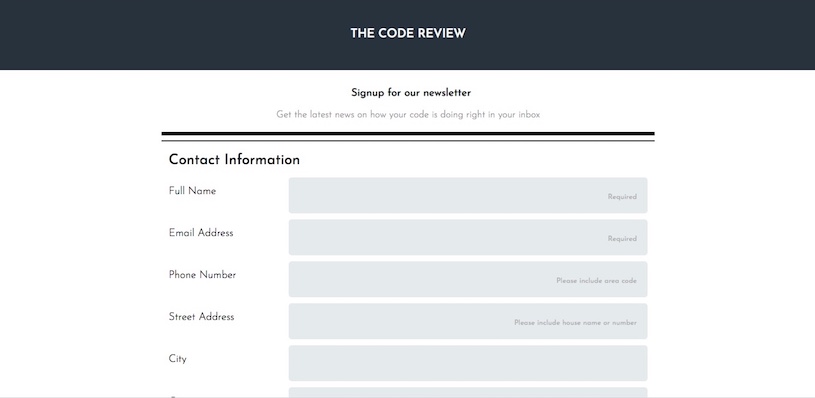 THE CODE REVIEW
Signup for our newsletter
Get the latest news on how your code is doing right in your inbox
Contact Information
Full Name
Required
Email Address
Required
Phone Number
Please include area code
Street Address
Please include house name or number
City